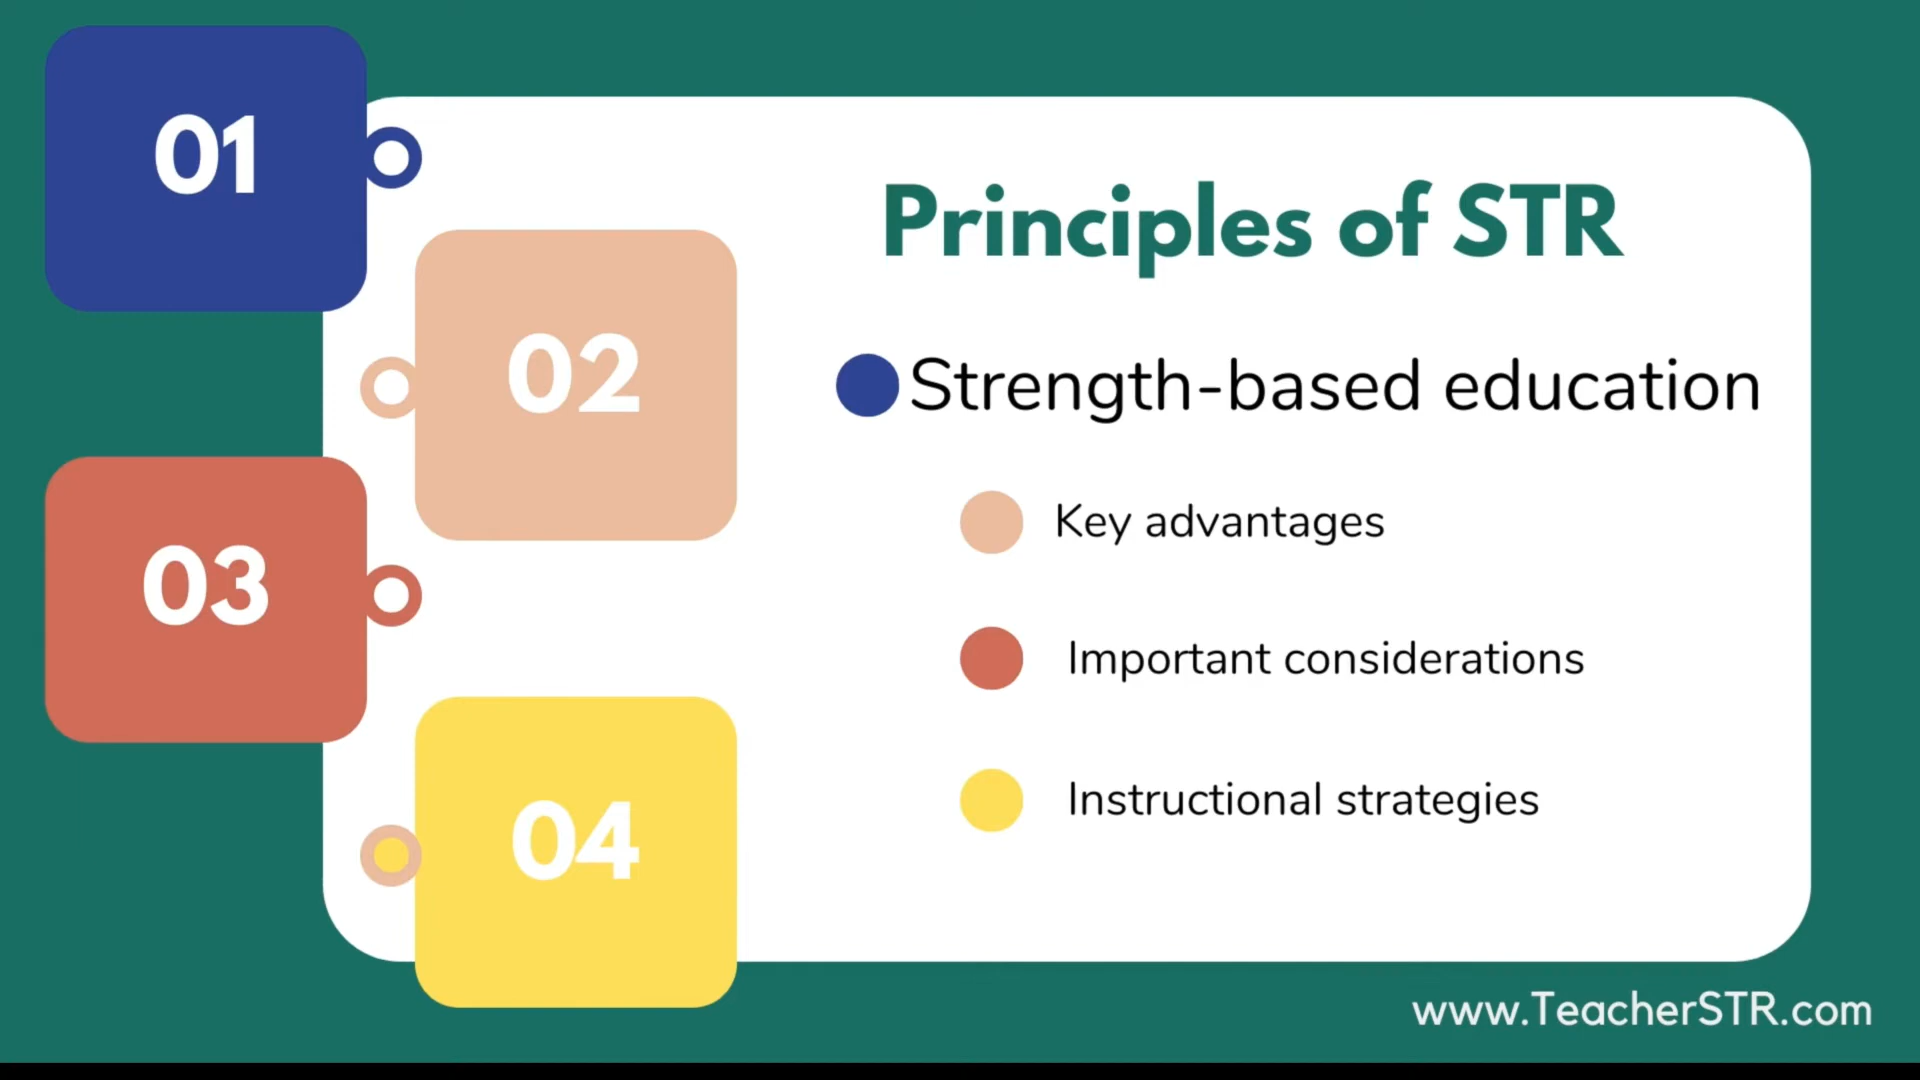 01
02
03
04
Principles of STR
Strength-based education
Key advantages
Important considerations
Instructional strategies
www.TeacherSTR.com